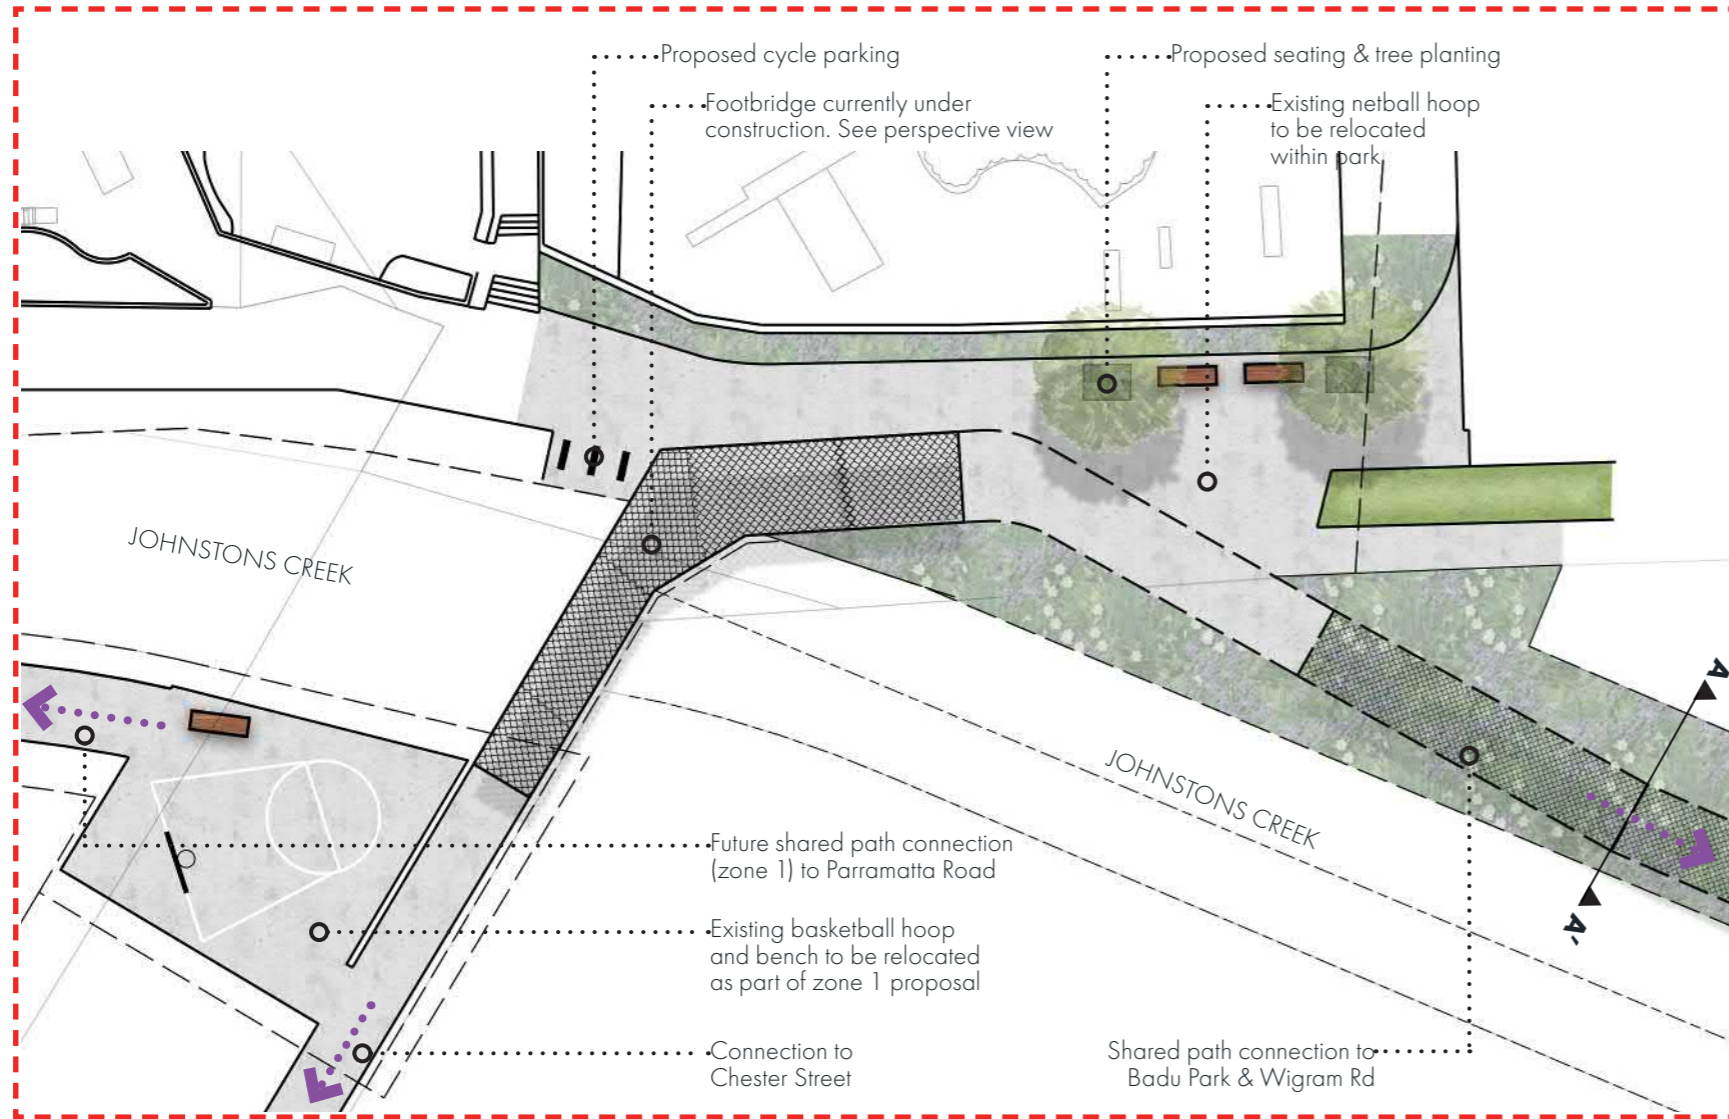 Proposed cycle parking
Proposed seating & tree planting
Footbridge currently under
construction. See perspective view
Existing netball hoop
to be relocated
within park
JOHNSTONS CREEK
A
JOHNSTONS CREEK
Future shared path connection
(zone 1) to Parramatta Road
A'
Existing basketball hoop
and bench to be relocated
as part of zone 1 proposal
Connection to
Chester Street
Shared path connection to
Badu Park & Wigram Rd